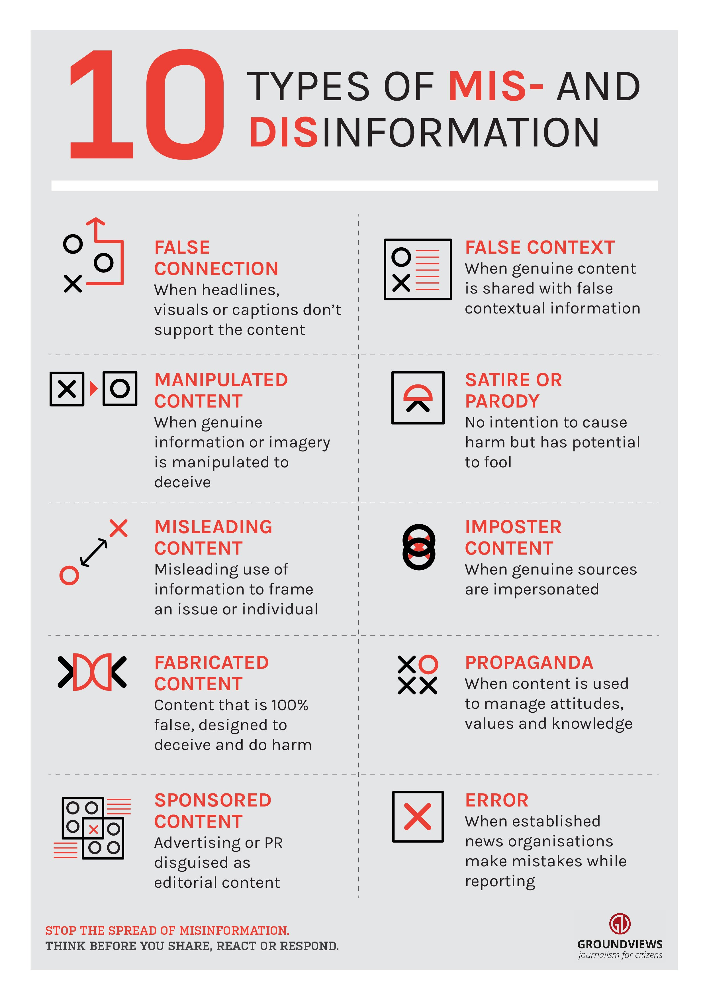 10
TYPES OF MIS- AND
DISINFORMATION
FALSE
CONNECTION
When headlines,
visuals or captions don’t
support the content
FALSE CONTEXT
When genuine content
is shared with false
contextual information
MANIPULATED
CONTENT
When genuine
information or imagery
is manipulated to
deceive
SATIRE OR
PARODY
No intention to cause
harm but has potential
to fool
MISLEADING
CONTENT
Misleading use of
information to frame
an issue or individual
IMPOSTER
CONTENT
When genuine sources
are impersonated
FABRICATED
CONTENT
Content that is 100%
false, designed to
deceive and do harm
PROPAGANDA
When content is used
to manage attitudes,
values and knowledge
SPONSORED
CONTENT
Advertising or PR
disguised as
editorial content
ERROR
When established
news organisations
make mistakes while
reporting
STOP THE SPREAD OF MISINFORMATION.
THINK BEFORE YOU SHARE, REACT OR RESPOND.
GROUNDVIEWS
journalism for citizens